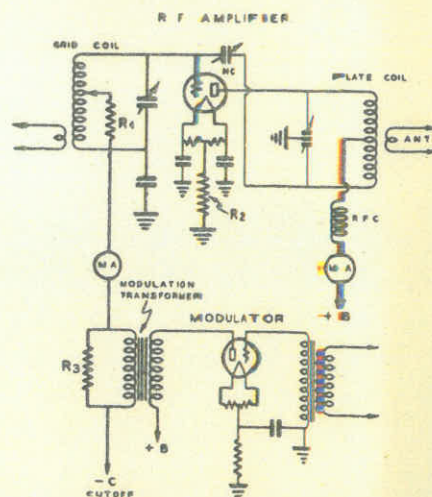 R F AMPLIFIER
GRID COIL
NC
PLATE COIL
R1
ANT.
R2
RFC
MA
MA
MODULATION
TRANSFORMER
+ B
MODULATOR
R3
+ B
- C
CUTOFF